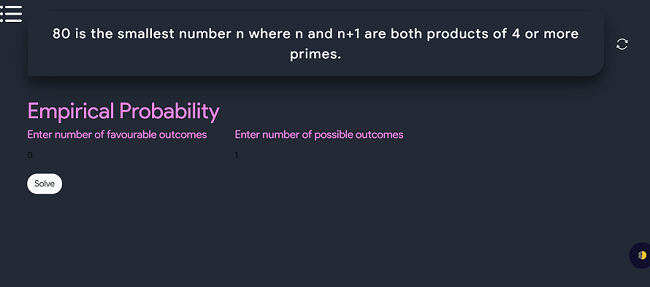 80 is the smallest number n where n and n+1 are both products of 4 or more
primes.
Empirical Probability
Enter number of favourable outcomes
Enter number of possible outcomes
0
1
Solve